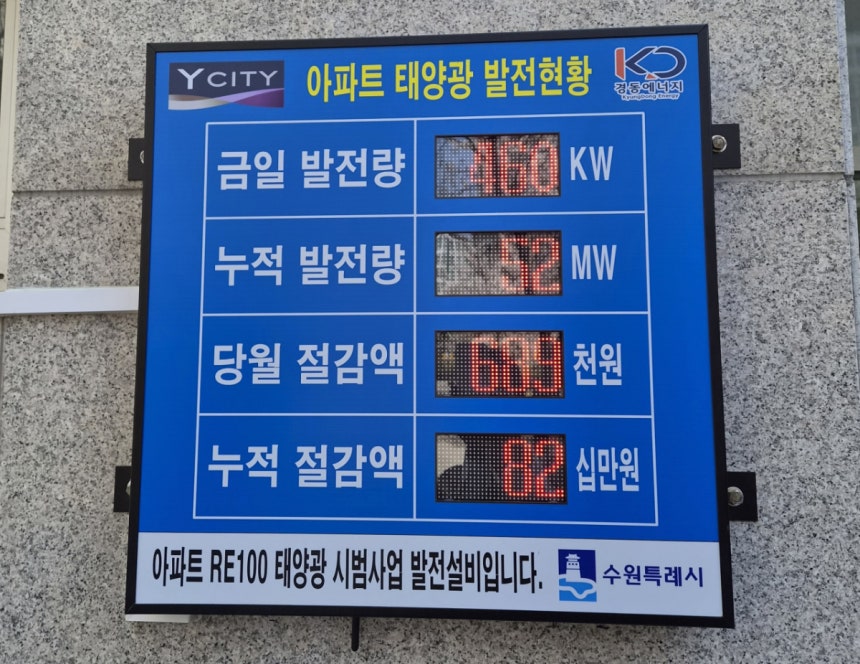 Y CITY
아파트 태양광 발전현황
KD
경동에너지
KyungDong Energy
금일 발전량 460 KW
누적 발전량 52 MW
당월 절감액 689 천원
누적 절감액 82 십만원
아파트 RE100 태양광 시범사업 발전설비입니다.
수원특례시